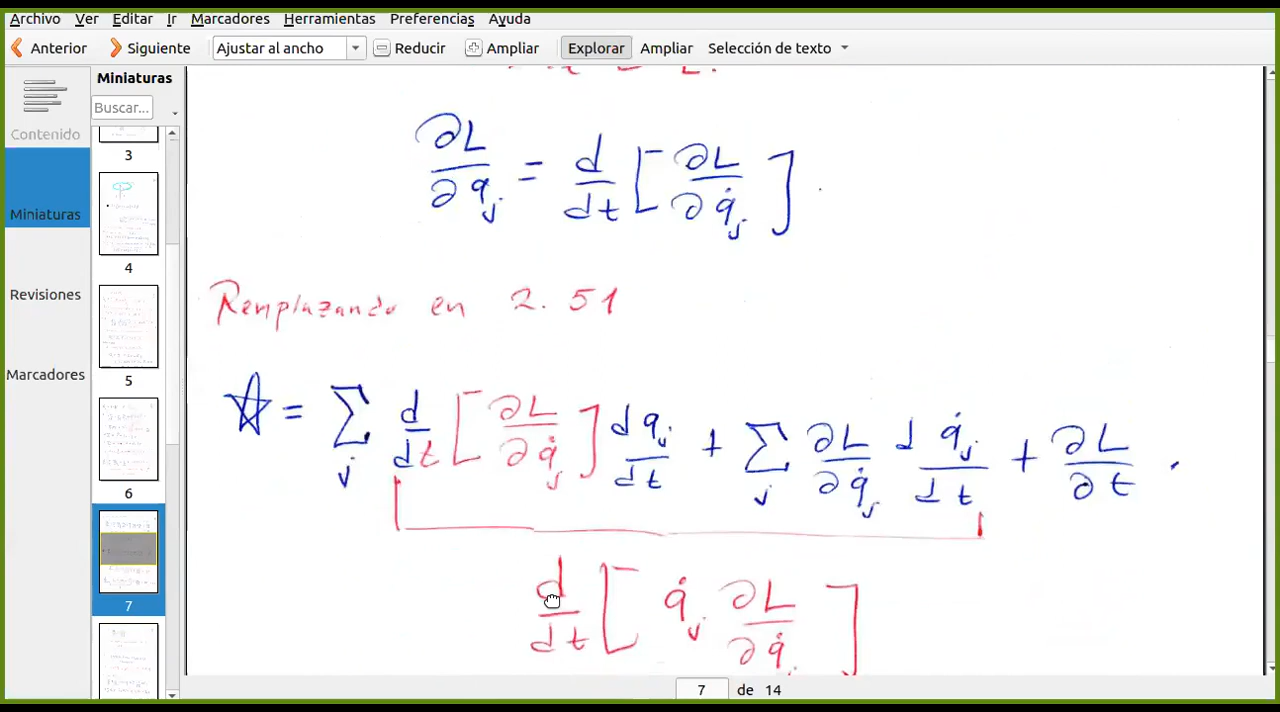 Archivo Ver Editar Ir Marcadores Herramientas Preferencias Ayuda
Anterior Siguiente Ajustar al ancho Reducir Ampliar Explorar Ampliar Selección de texto
Contenido
Miniaturas
Revisiones
Marcadores
Miniaturas
Buscar...
3
4
5
6
7
∂L/∂q_j = d/dt [ ∂L/∂q̇_j ] .
Remplazando en 2.51
☆ = ∑_j d/dt [ ∂L/∂q̇_j ] dq_j/dt + ∑_j ∂L/∂q̇_j dq̇_j/dt + ∂L/∂t .
d/dt [ q̇_j ∂L/∂q̇ ]
7 de 14